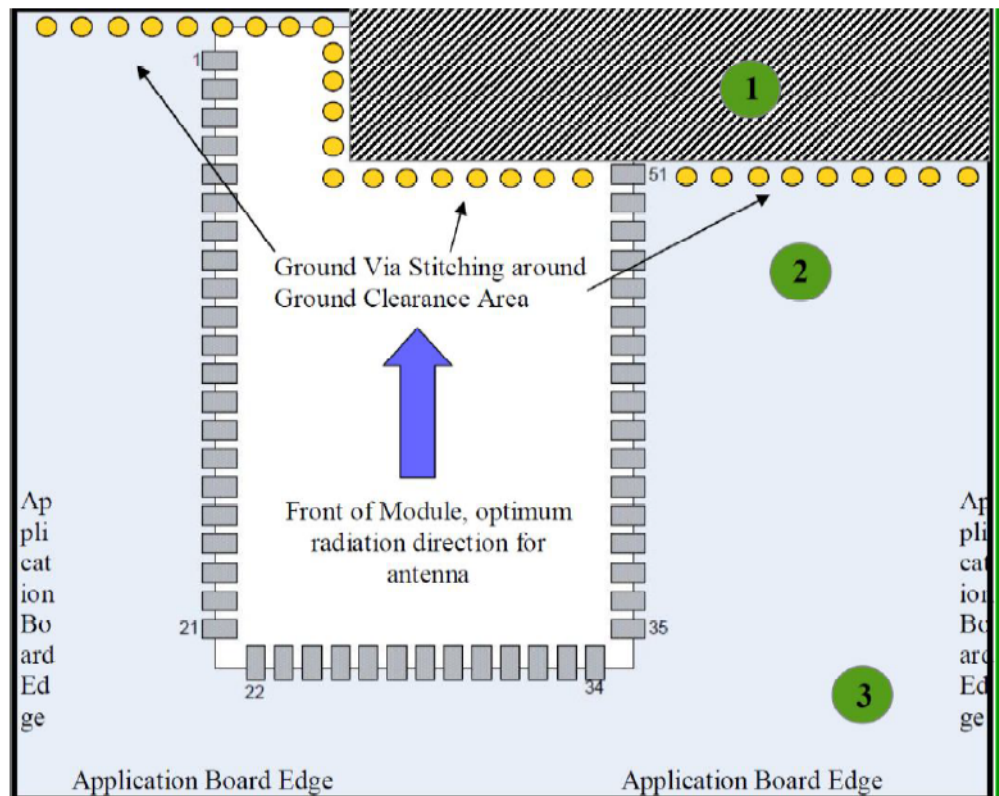 1
1
51
2
Ground Via Stitching around
Ground Clearance Area
Front of Module, optimum
radiation direction for
antenna
Ap
pli
cat
ion
Bo
ard
Ed
ge
Ap
pli
cat
ion
Bo
ard
Ed
ge
21
35
22
34
3
Application Board Edge
Application Board Edge